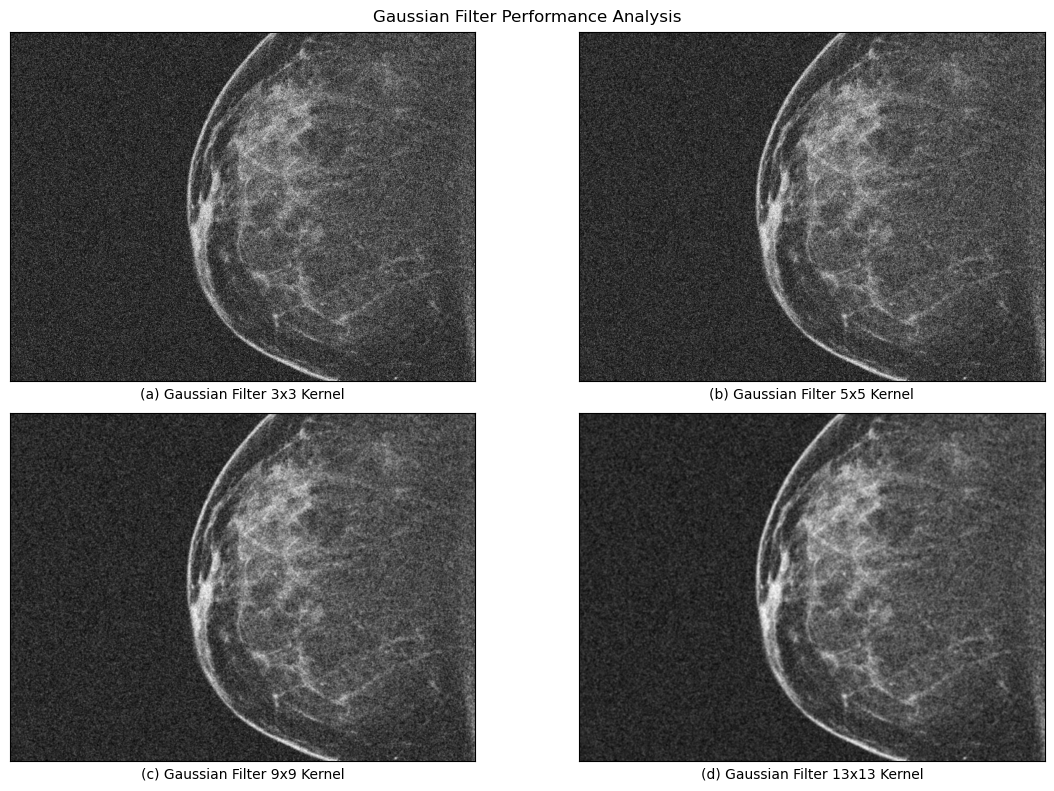 Gaussian Filter Performance Analysis
(a) Gaussian Filter 3x3 Kernel
(b) Gaussian Filter 5x5 Kernel
(c) Gaussian Filter 9x9 Kernel
(d) Gaussian Filter 13x13 Kernel